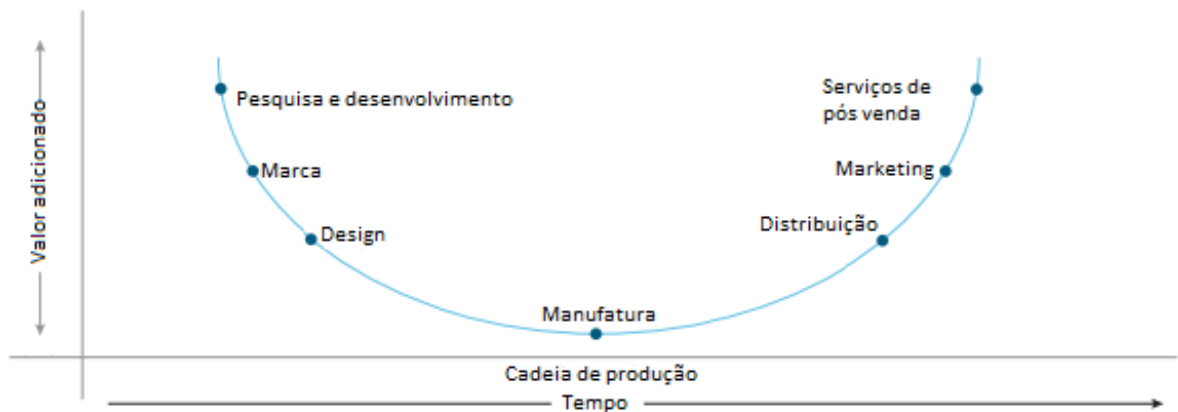 Valor adicionado
Pesquisa e desenvolvimento
Marca
Design
Manufatura
Serviços de
pós venda
Marketing
Distribuição
Cadeia de produção
Tempo